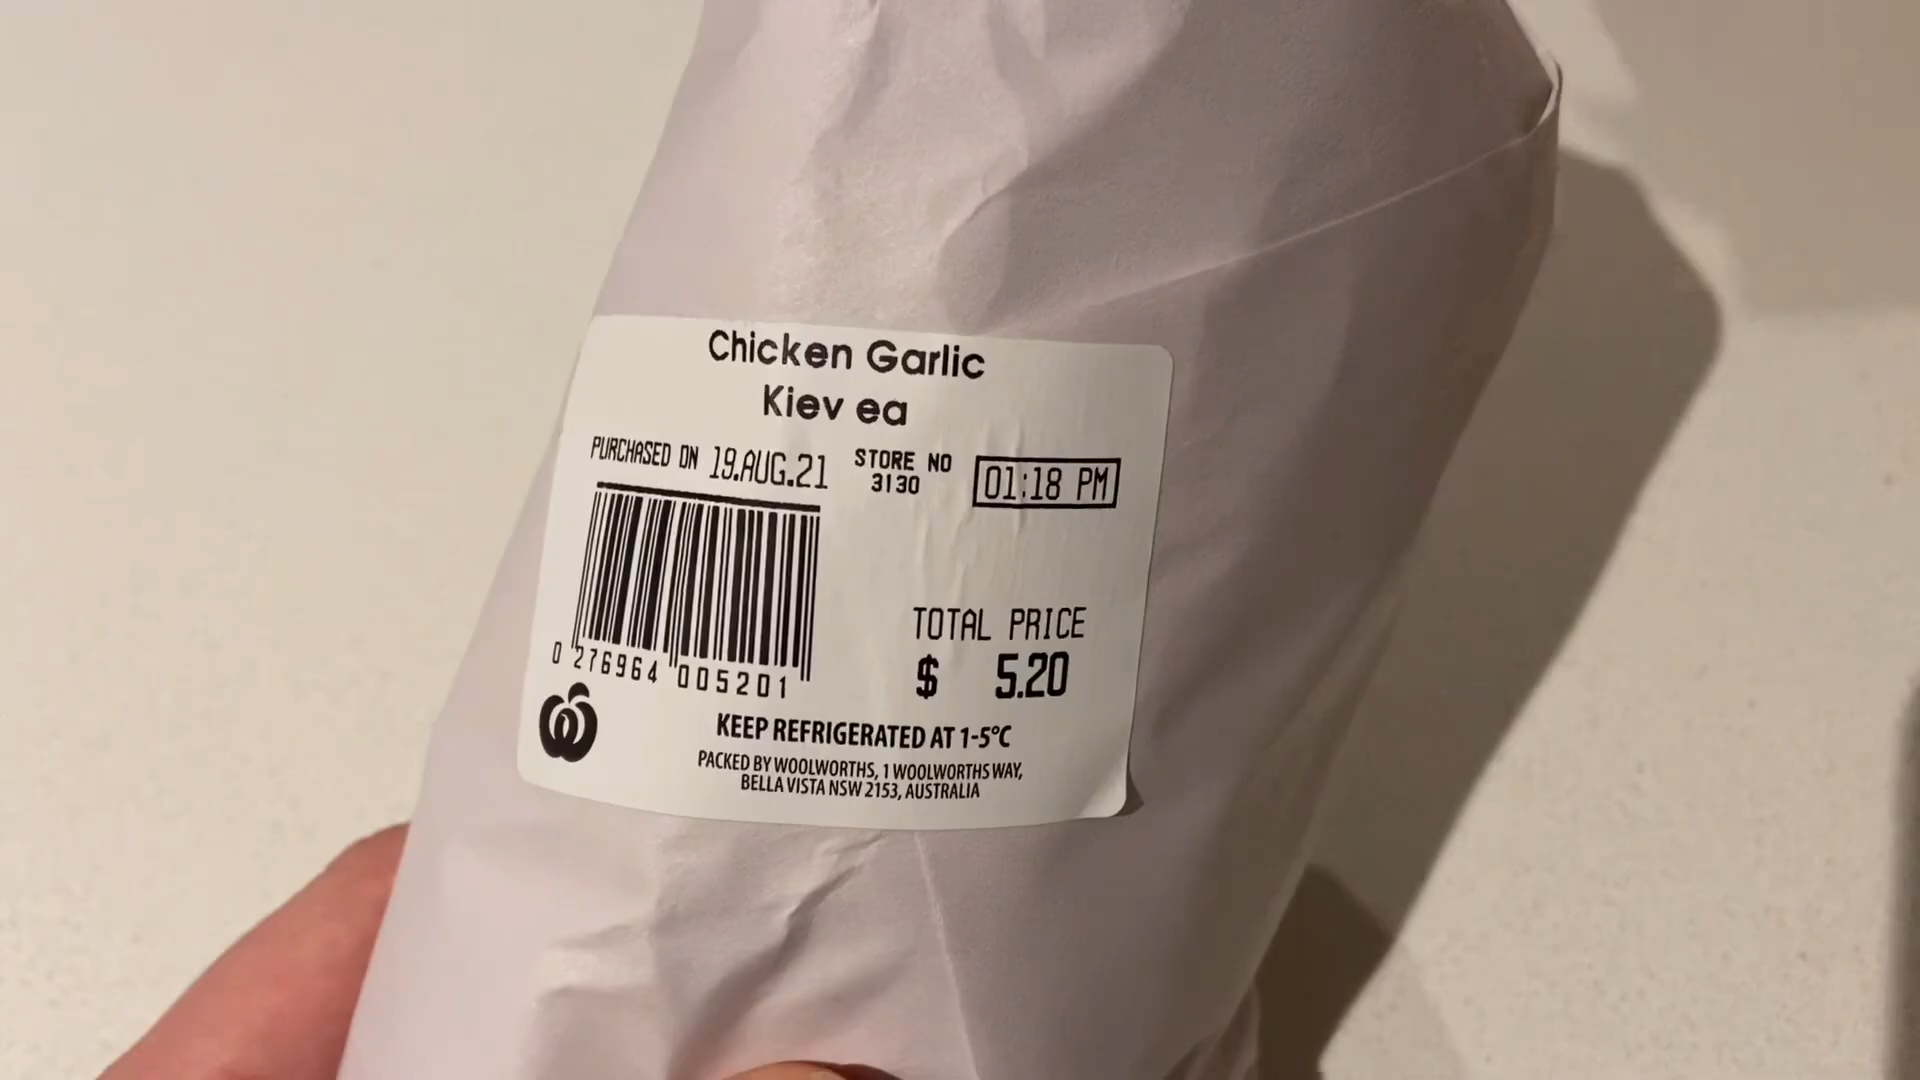 Chicken Garlic
Kiev ea
PURCHASED ON 19.AUG.21 STORE NO 3130 01:18 PM
0 276964 005201
TOTAL PRICE
$ 5.20
KEEP REFRIGERATED AT 1-5°C
PACKED BY WOOLWORTHS, 1 WOOLWORTHS WAY,
BELLA VISTA NSW 2153, AUSTRALIA